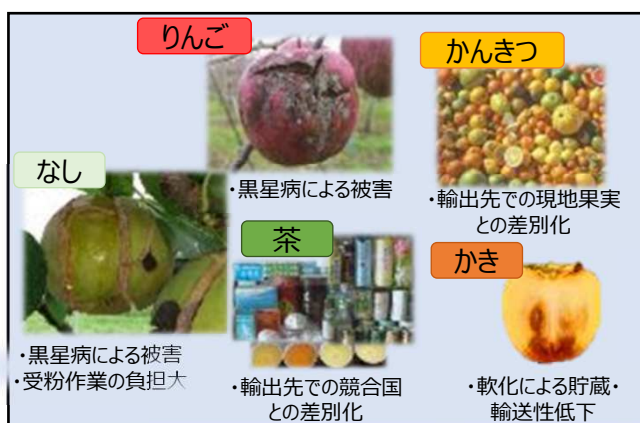 りんご
・黒星病による被害
かんきつ
・輸出先での現地果実
との差別化
なし
・黒星病による被害
・受粉作業の負担大
茶
・輸出先での競合国
との差別化
かき
・軟化による貯蔵・
輸送性低下